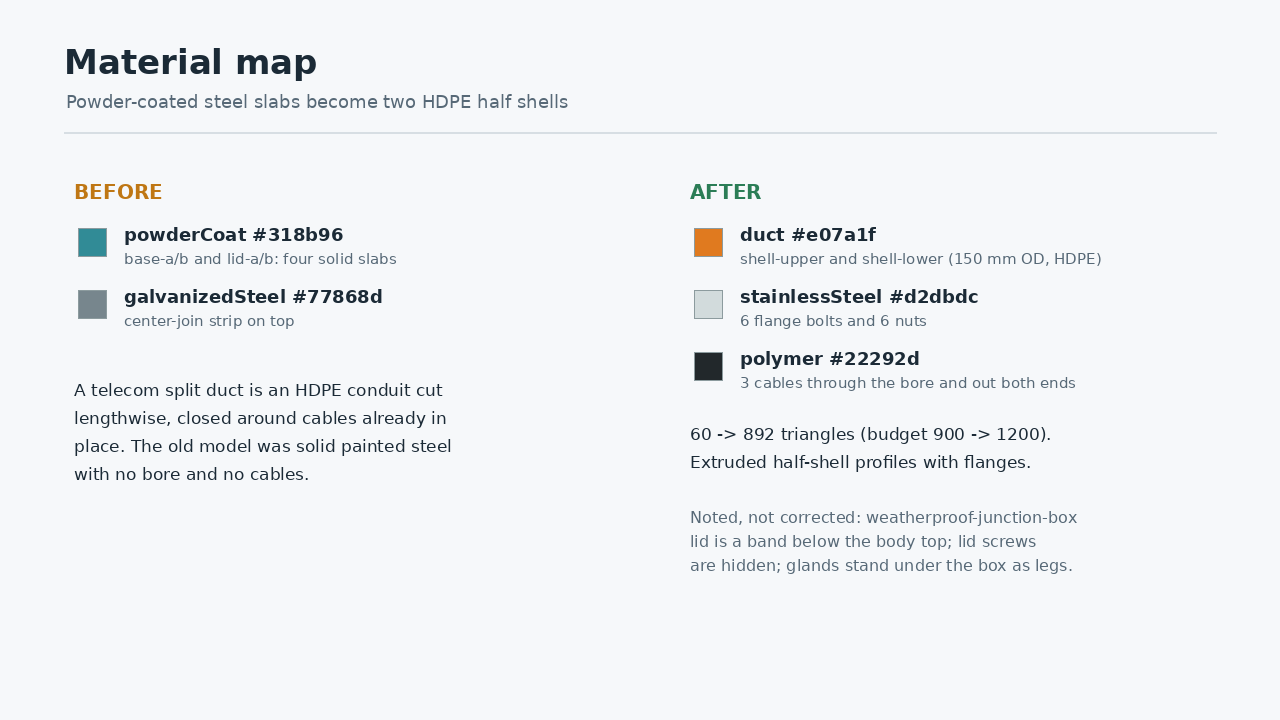 Material map
Powder-coated steel slabs become two HDPE half shells
BEFORE
powderCoat #318b96
base-a/b and lid-a/b: four solid slabs
galvanizedSteel #77868d
center-join strip on top
A telecom split duct is an HDPE conduit cut
lengthwise, closed around cables already in
place. The old model was solid painted steel
with no bore and no cables.
AFTER
duct #e07a1f
shell-upper and shell-lower (150 mm OD, HDPE)
stainlessSteel #d2dbdc
6 flange bolts and 6 nuts
polymer #22292d
3 cables through the bore and out both ends
60 -> 892 triangles (budget 900 -> 1200).
Extruded half-shell profiles with flanges.
Noted, not corrected: weatherproof-junction-box
lid is a band below the body top; lid screws
are hidden; glands stand under the box as legs.